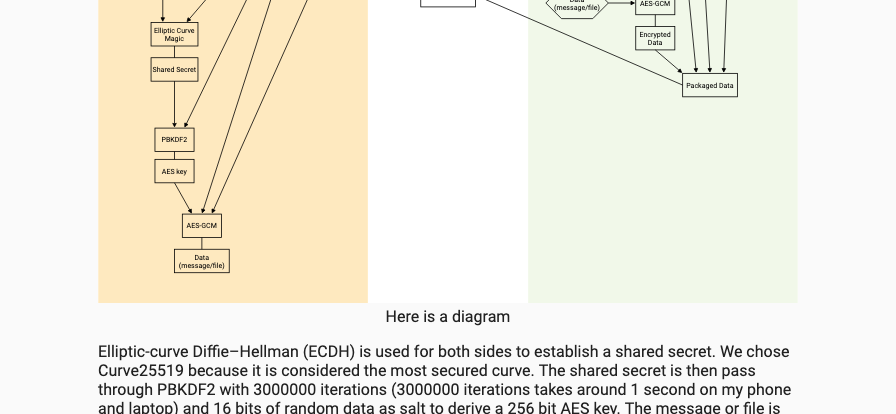 Data
(message/file)
AES-GCM
Elliptic Curve
Magic
Encrypted
Data
Shared Secret
Packaged Data
PBKDF2
AES key
AES-GCM
Data
(message/file)
Here is a diagram
Elliptic-curve Diffie–Hellman (ECDH) is used for both sides to establish a shared secret. We chose
Curve25519 because it is considered the most secured curve. The shared secret is then pass
through PBKDF2 with 3000000 iterations (3000000 iterations takes around 1 second on my phone
and laptop) and 16 bits of random data as salt to derive a 256 bit AES key. The message or file is